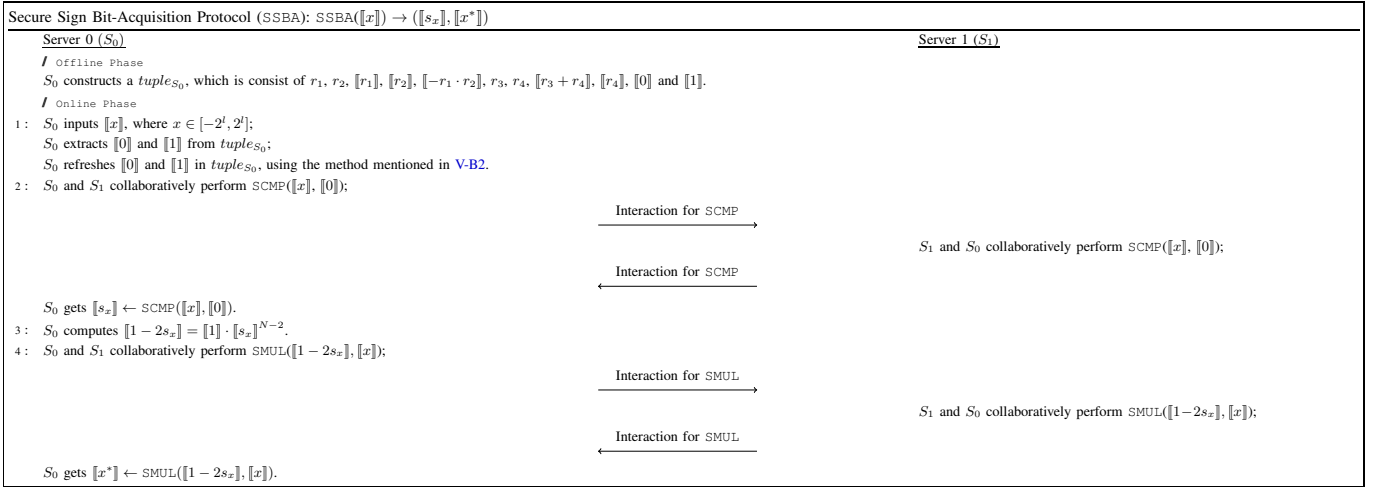 Secure Sign Bit-Acquisition Protocol (SSBA): SSBA(⟦x⟧) → (⟦s_x⟧, ⟦x*⟧)
Server 0 (S_0) Server 1 (S_1)
// Offline Phase
S_0 constructs a tuple_{S_0}, which is consist of r_1, r_2, ⟦r_1⟧, ⟦r_2⟧, ⟦−r_1 · r_2⟧, r_3, r_4, ⟦r_3 + r_4⟧, ⟦r_4⟧, ⟦0⟧ and ⟦1⟧.
// Online Phase
1 : S_0 inputs ⟦x⟧, where x ∈ [−2^l, 2^l];
S_0 extracts ⟦0⟧ and ⟦1⟧ from tuple_{S_0};
S_0 refreshes ⟦0⟧ and ⟦1⟧ in tuple_{S_0}, using the method mentioned in V-B2.
2 : S_0 and S_1 collaboratively perform SCMP(⟦x⟧, ⟦0⟧);
Interaction for SCMP
S_1 and S_0 collaboratively perform SCMP(⟦x⟧, ⟦0⟧);
Interaction for SCMP
S_0 gets ⟦s_x⟧ ← SCMP(⟦x⟧, ⟦0⟧).
3 : S_0 computes ⟦1 − 2s_x⟧ = ⟦1⟧ · ⟦s_x⟧^{N−2}.
4 : S_0 and S_1 collaboratively perform SMUL(⟦1 − 2s_x⟧, ⟦x⟧);
Interaction for SMUL
S_1 and S_0 collaboratively perform SMUL(⟦1−2s_x⟧, ⟦x⟧);
Interaction for SMUL
S_0 gets ⟦x*⟧ ← SMUL(⟦1 − 2s_x⟧, ⟦x⟧).